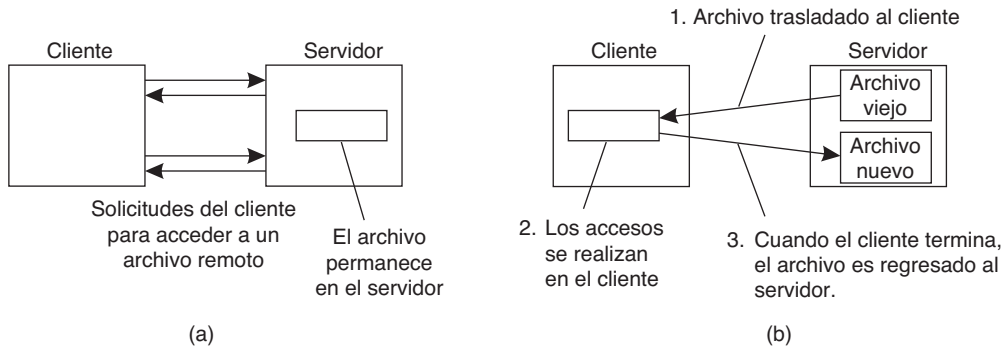 Cliente
Servidor
Solicitudes del cliente
para acceder a un
archivo remoto
El archivo
permanece
en el servidor
(a)
1. Archivo trasladado al cliente
Cliente
Servidor
Archivo
viejo
Archivo
nuevo
2. Los accesos
se realizan
en el cliente
3. Cuando el cliente termina,
el archivo es regresado al
servidor.
(b)